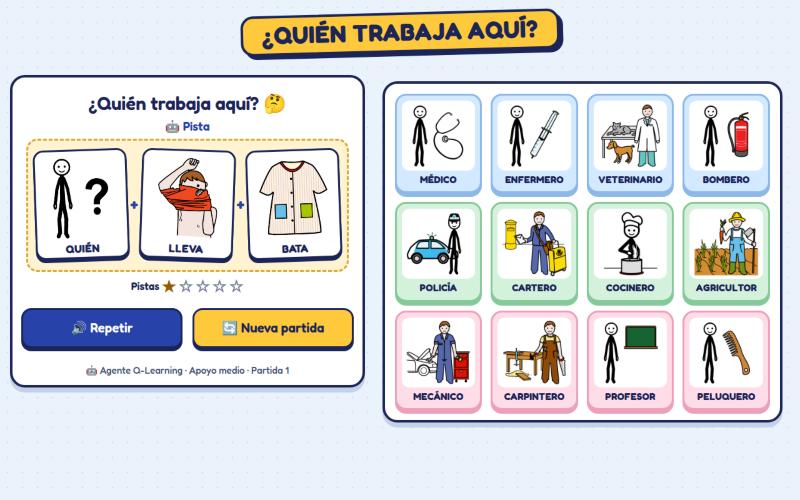 ¿QUIÉN TRABAJA AQUÍ?
¿Quién trabaja aquí? 🤔
🤖 Pista
?
+
+
QUIÉN
LLEVA
BATA
Pistas ★☆☆☆☆
🔊 Repetir
🔄 Nueva partida
🤖 Agente Q-Learning · Apoyo medio · Partida 1
MÉDICO
ENFERMERO
VETERINARIO
BOMBERO
POLICÍA
CARTERO
COCINERO
AGRICULTOR
MECÁNICO
CARPINTERO
PROFESOR
PELUQUERO